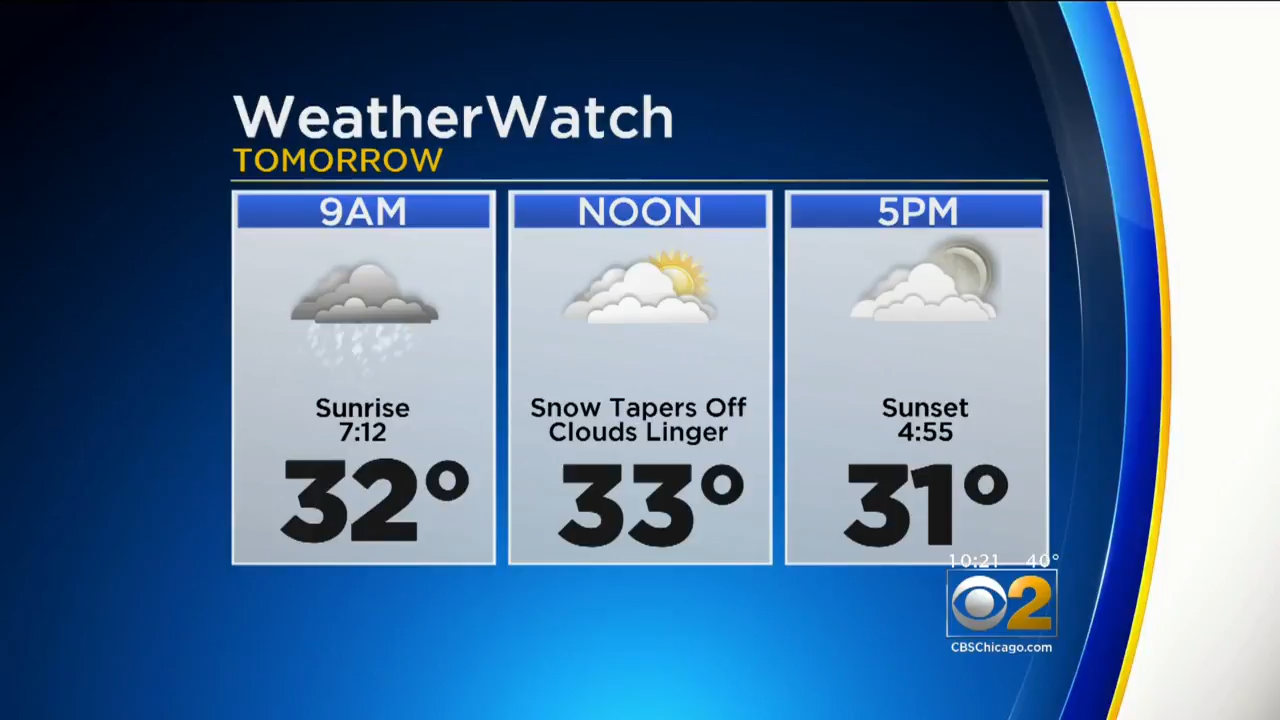 WeatherWatch
TOMORROW
9AM
Sunrise
7:12
32°
NOON
Snow Tapers Off
Clouds Linger
33°
5PM
Sunset
4:55
31°
10:21 40°
2
CBSChicago.com